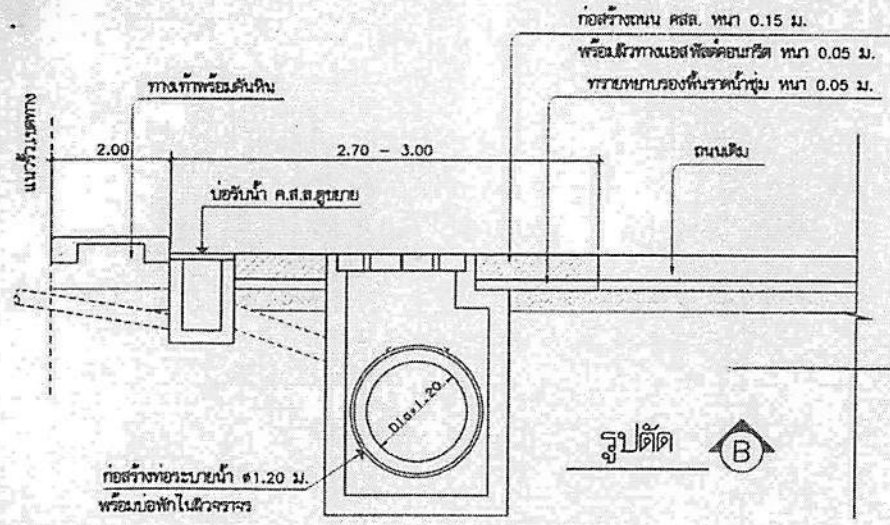 ก่อสร้างถนน คสล. หนา 0.15 ม.
พร้อมผิวทางแอสฟัลต์คอนกรีต หนา 0.05 ม.
ทรายหยาบรองพื้นราดน้ำชุ่ม หนา 0.05 ม.
ทางเท้าพร้อมคันหิน
แนวรั้วเขตทาง
2.00
2.70 - 3.00
ถนนเดิม
บ่อรับน้ำ ค.ส.ล.ดูขยาย
Dia=1.20
รูปตัด B
ก่อสร้างท่อระบายน้ำ ø1.20 ม.
พร้อมบ่อพักในผิวจราจร